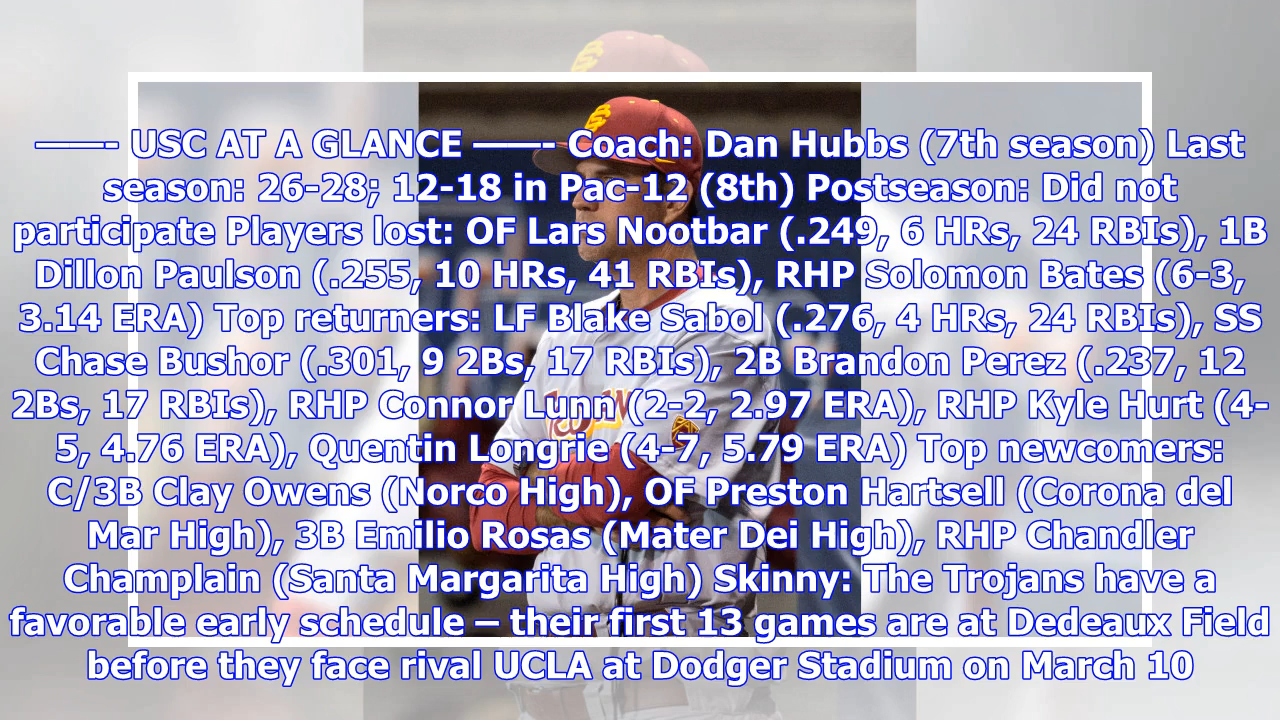 ——- USC AT A GLANCE ——- Coach: Dan Hubbs (7th season) Last
season: 26-28; 12-18 in Pac-12 (8th) Postseason: Did not
participate Players lost: OF Lars Nootbar (.249, 6 HRs, 24 RBIs), 1B
Dillon Paulson (.255, 10 HRs, 41 RBIs), RHP Solomon Bates (6-3,
3.14 ERA) Top returners: LF Blake Sabol (.276, 4 HRs, 24 RBIs), SS
Chase Bushor (.301, 9 2Bs, 17 RBIs), 2B Brandon Perez (.237, 12
2Bs, 17 RBIs), RHP Connor Lunn (2-2, 2.97 ERA), RHP Kyle Hurt (4-
5, 4.76 ERA), Quentin Longrie (4-7, 5.79 ERA) Top newcomers:
C/3B Clay Owens (Norco High), OF Preston Hartsell (Corona del
Mar High), 3B Emilio Rosas (Mater Dei High), RHP Chandler
Champlain (Santa Margarita High) Skinny: The Trojans have a
favorable early schedule — their first 13 games are at Dedeaux Field
before they face rival UCLA at Dodger Stadium on March 10